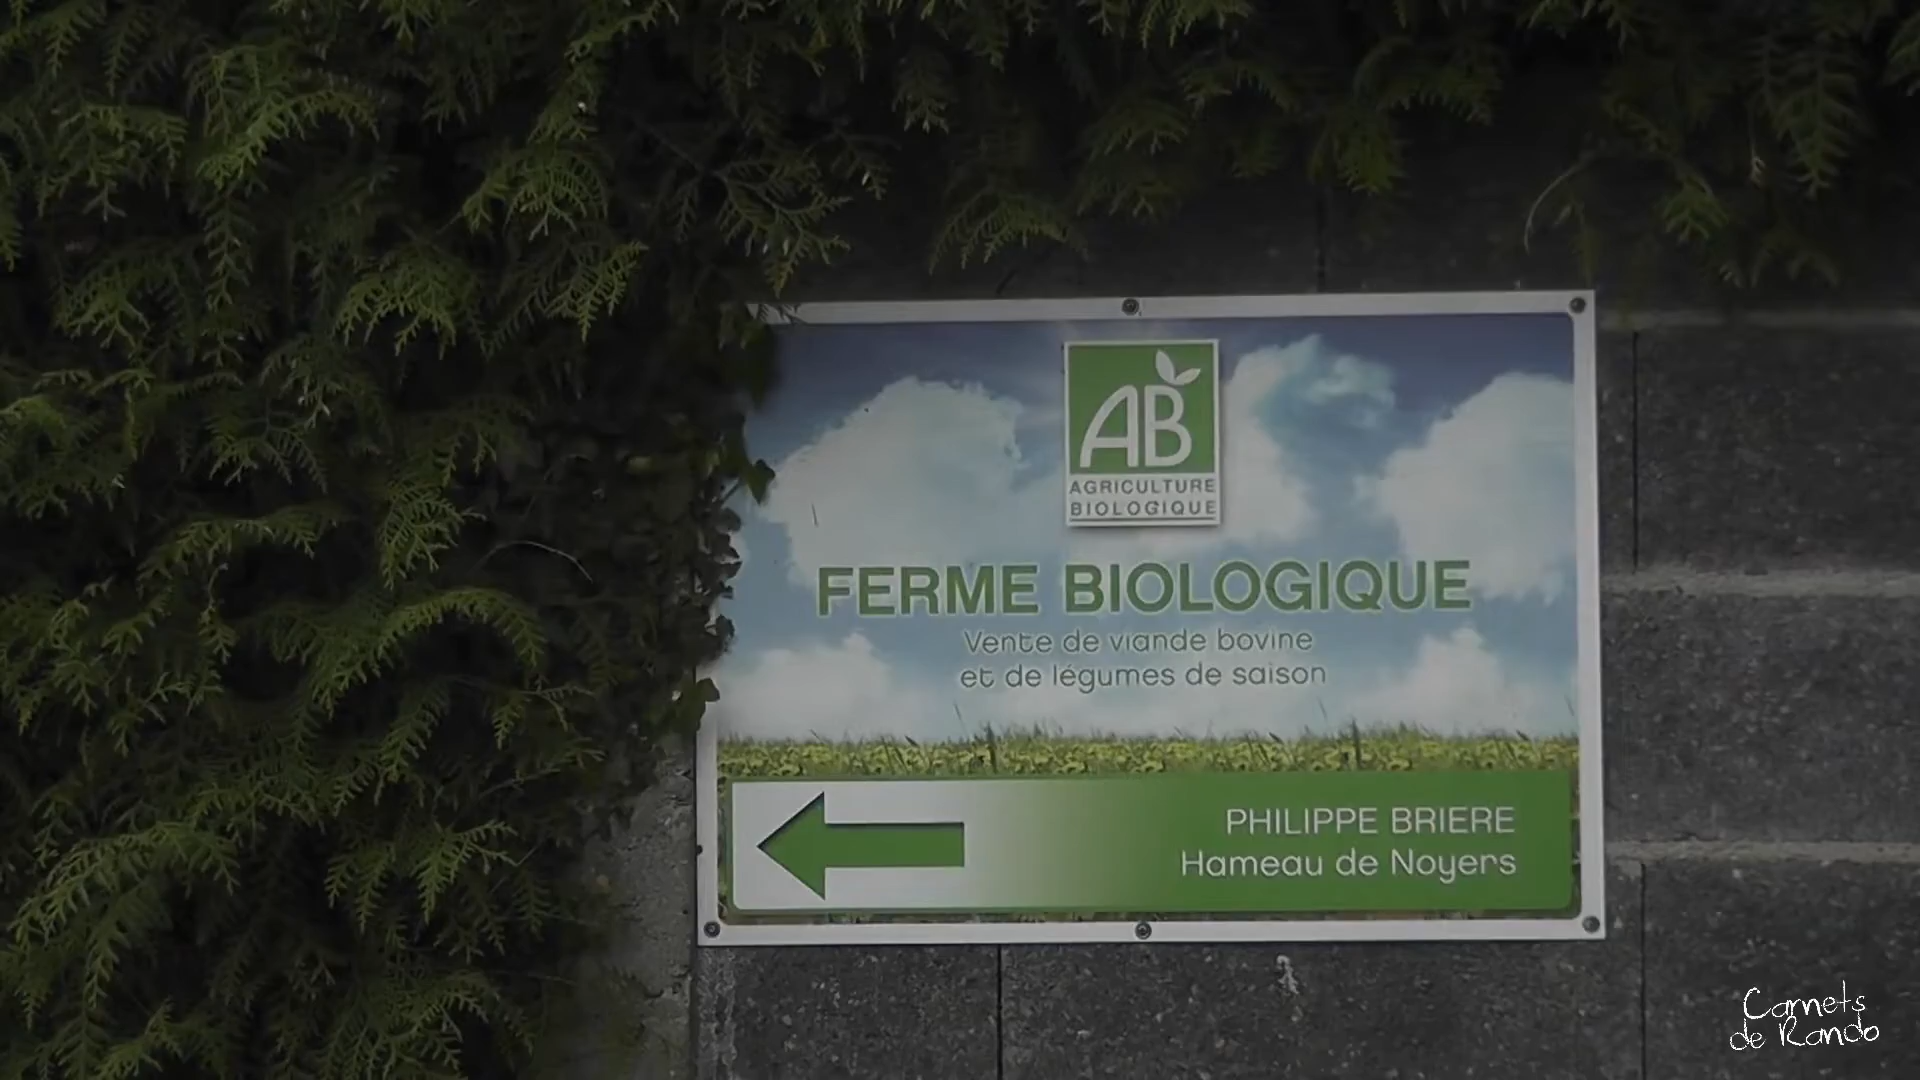 AB
AGRICULTURE
BIOLOGIQUE
FERME BIOLOGIQUE
Vente de viande bovine
et de légumes de saison
PHILIPPE BRIERE
Hameau de Noyers
Carnets
de Rando